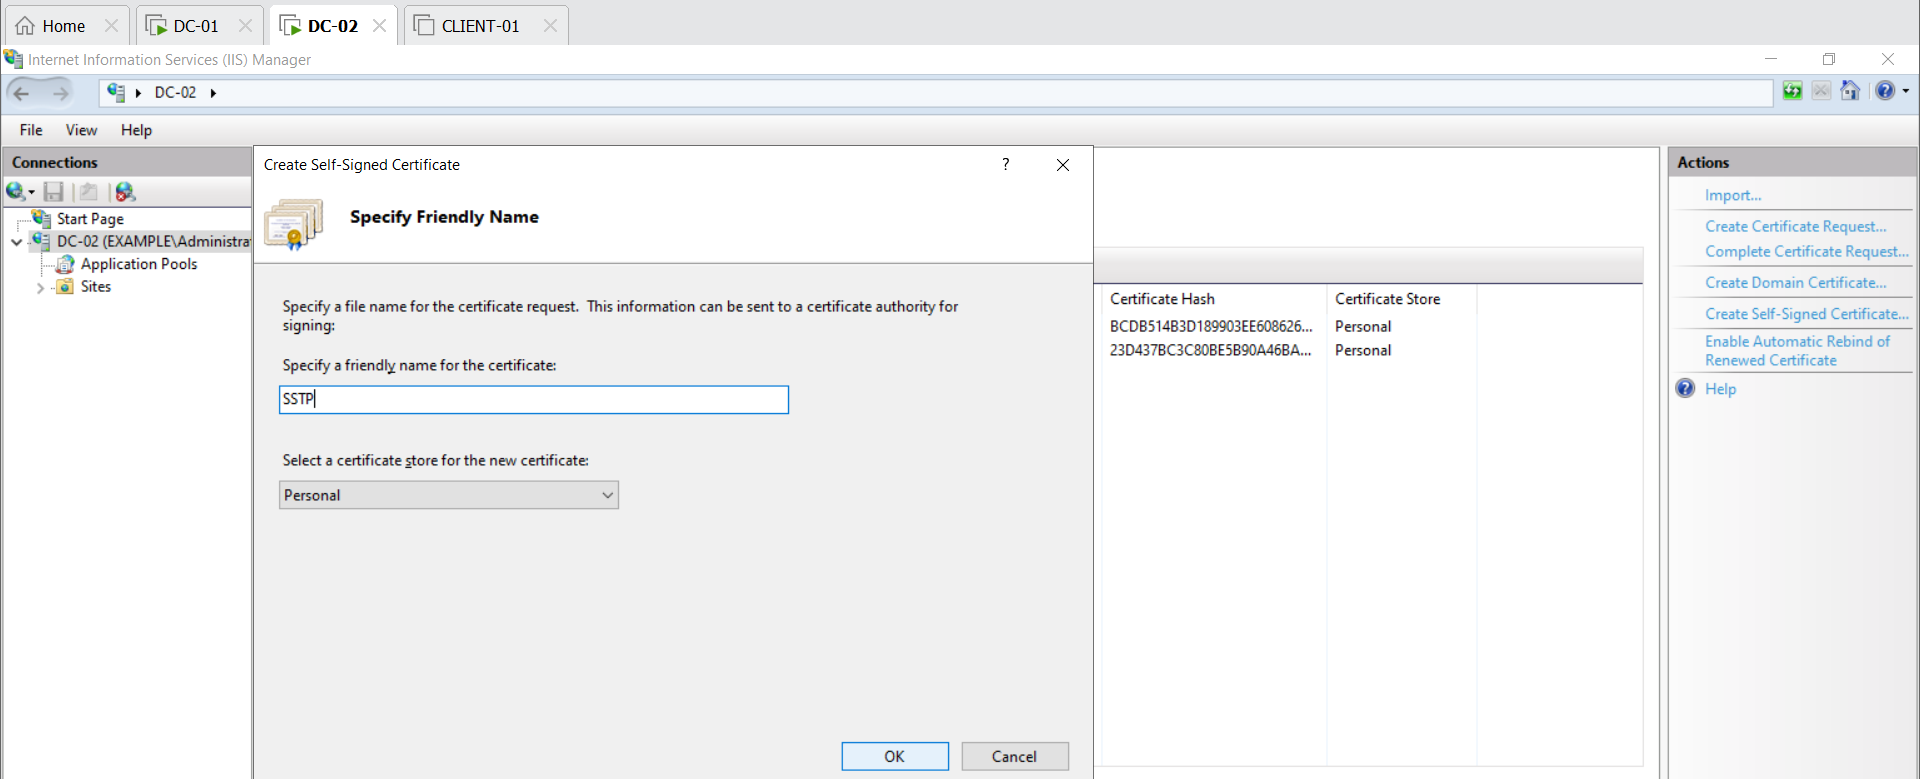 Home
DC-01
DC-02
CLIENT-01
Internet Information Services (IIS) Manager
DC-02
File View Help
Connections
Start Page
DC-02 (EXAMPLE\Administra
Application Pools
Sites
Create Self-Signed Certificate
?
Specify Friendly Name
Specify a file name for the certificate request.  This information can be sent to a certificate authority for
signing:
Specify a friendly name for the certificate:
SSTP
Select a certificate store for the new certificate:
Personal
OK
Cancel
Certificate Hash Certificate Store
BCDB514B3D189903EE608626... Personal
23D437BC3C80BE5B90A46BA... Personal
Actions
Import...
Create Certificate Request...
Complete Certificate Request...
Create Domain Certificate...
Create Self-Signed Certificate...
Enable Automatic Rebind of
Renewed Certificate
Help